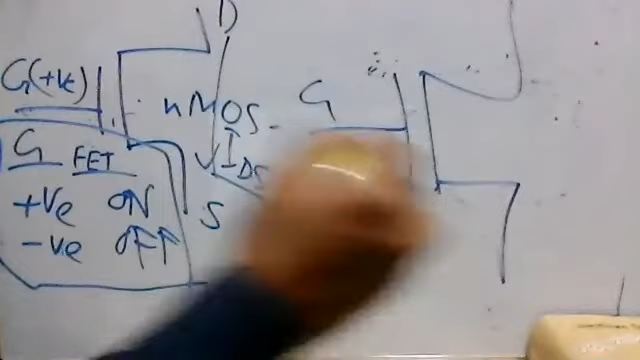 D
G(+ve)
nMOS
G
IDS
S
G FET
+ve ON
-ve OFF